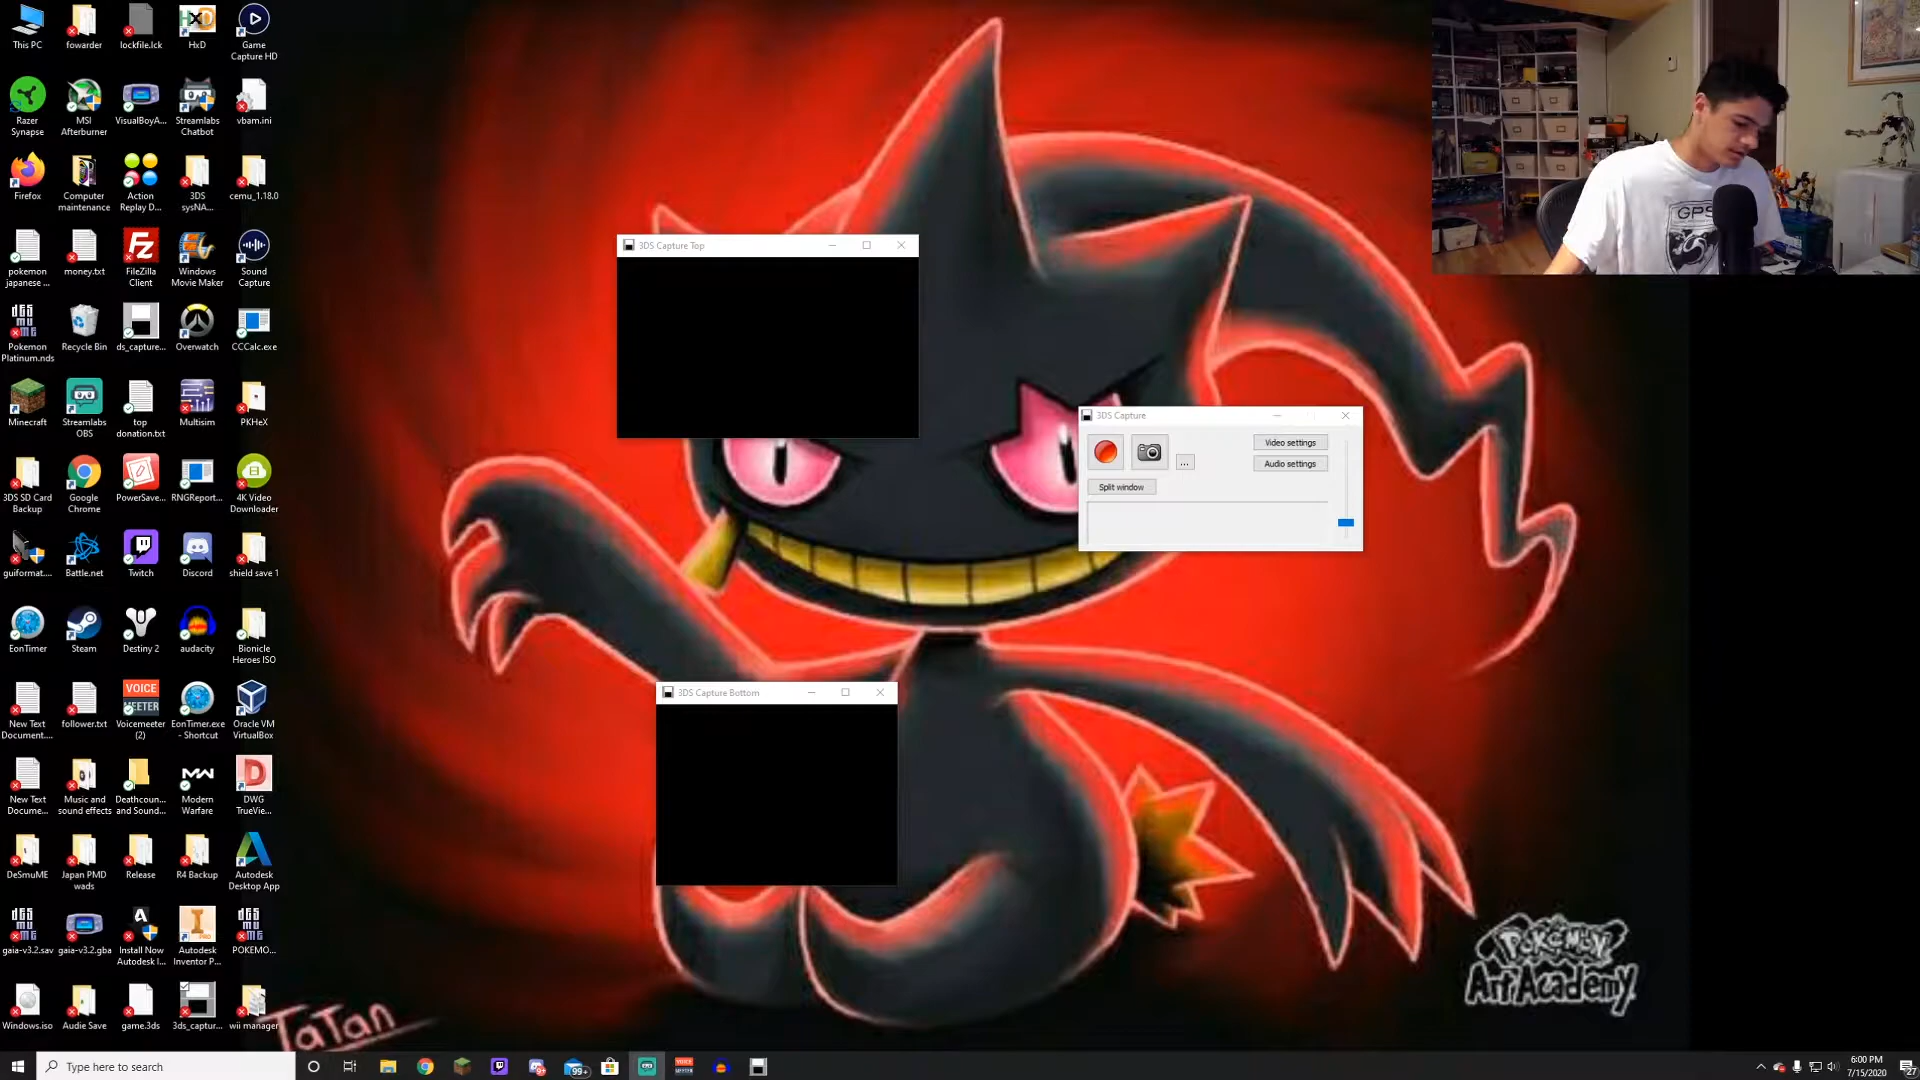 This PC
fowarder
lockfile.lck
HxD
Game
Capture HD
Razer
Synapse
MSI
Afterburner
VisualBoyA...
Streamlabs
Chatbot
vbam.ini
Firefox
Computer
maintenance
Action
Replay D...
3DS
sysNA...
cemu_1.18.0
pokemon
japanese ...
money.txt
FileZilla
Client
Windows
Movie Maker
Sound
Capture
Pokemon
Platinum.nds
Recycle Bin
ds_capture...
Overwatch
CCCalc.exe
Minecraft
Streamlabs
OBS
top
donation.txt
Multisim
PKHeX
3DS SD Card
Backup
Google
Chrome
PowerSave...
RNGReport...
4K Video
Downloader
guiformat....
Battle.net
Twitch
Discord
shield save 1
EonTimer
Steam
Destiny 2
audacity
Bionicle
Heroes ISO
New Text
Document....
follower.txt
VOICE
MEETER
Voicemeeter
(2)
EonTimer.exe
- Shortcut
Oracle VM
VirtualBox
New Text
Docume...
Music and
sound effects
Deathcoun...
and Sound...
Modern
Warfare
DWG
TrueVie...
DeSmuME
Japan PMD
wads
Release
R4 Backup
Autodesk
Desktop App
gaia-v3.2.sav
gaia-v3.2.gba
Install Now
Autodesk I...
Autodesk
Inventor P...
POKEMO...
Windows.iso
Audie Save
game.3ds
3ds_captur...
wii manager
3DS Capture Top
3DS Capture
Video settings
Audio settings
...
Split window
3DS Capture Bottom
GPS
TaTan
POKéMON
Art Academy
Type here to search
99+
6:00 PM
7/15/2020
27